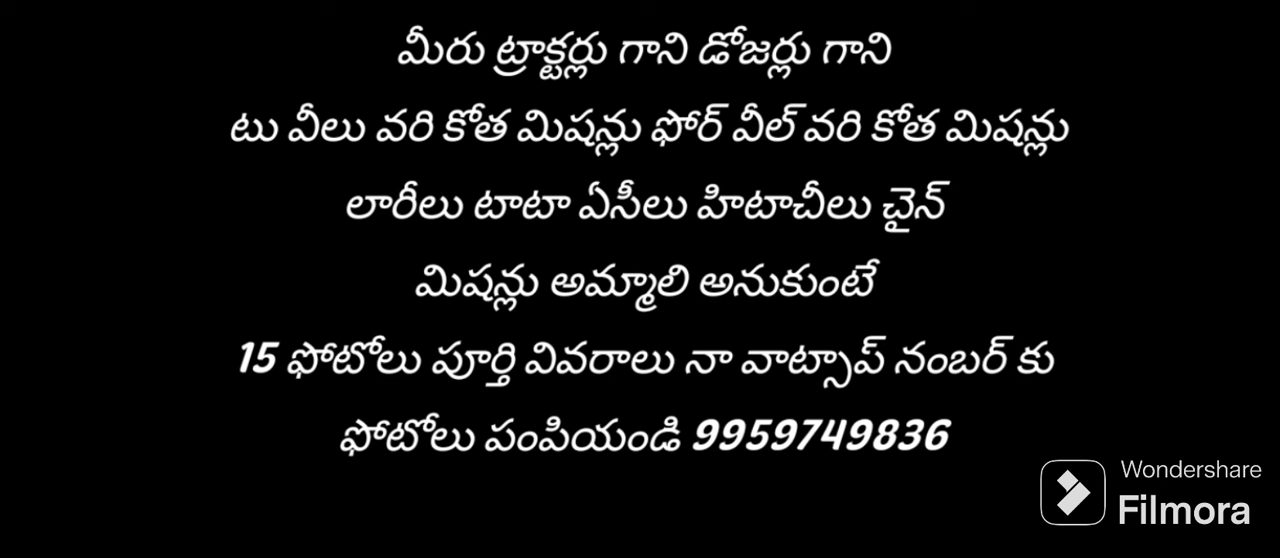 మీరు ట్రాక్టర్లు గాని డోజర్లు గాని
టు వీలు వరి కోత మిషన్లు ఫోర్ వీల్ వరి కోత మిషన్లు
లారీలు టాటా ఏసీలు హిటాచీలు చైన్
మిషన్లు అమ్మాలి అనుకుంటే
15 ఫోటోలు పూర్తి వివరాలు నా వాట్సాప్ నంబర్ కు
ఫోటోలు పంపియండి 9959749836
Wondershare
Filmora